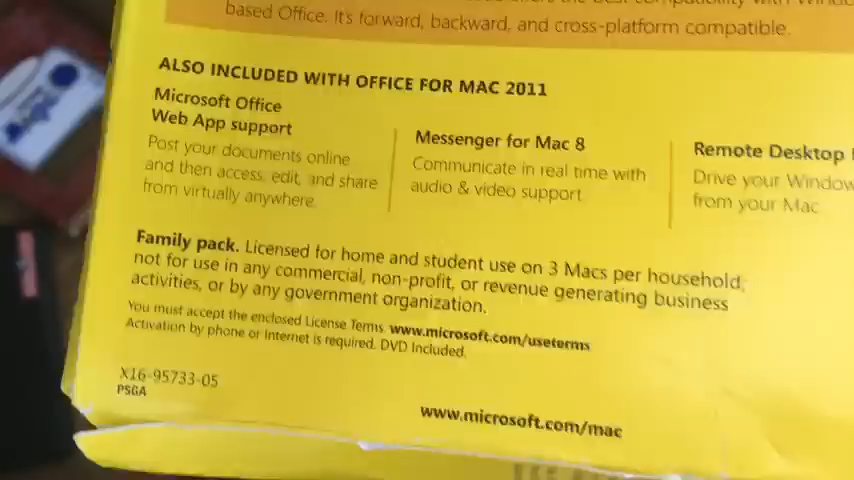 the best compatibility with
based Office. It's forward, backward, and cross-platform compatible.
ALSO INCLUDED WITH OFFICE FOR MAC 2011
Microsoft Office
Web App support
Post your documents online
and then access, edit, and share
from virtually anywhere.
Messenger for Mac 8
Communicate in real time with
audio & video support.
Remote Desktop
Drive your
from your Mac.
Family pack. Licensed for home and student use on 3 Macs per household;
not for use in any commercial, non-profit, or revenue generating business
activities, or by any government organization.
You must accept the enclosed License Terms. www.microsoft.com/useterms
Activation by phone or Internet is required. DVD Included.
X16-95733-05
PSGA
www.microsoft.com/mac